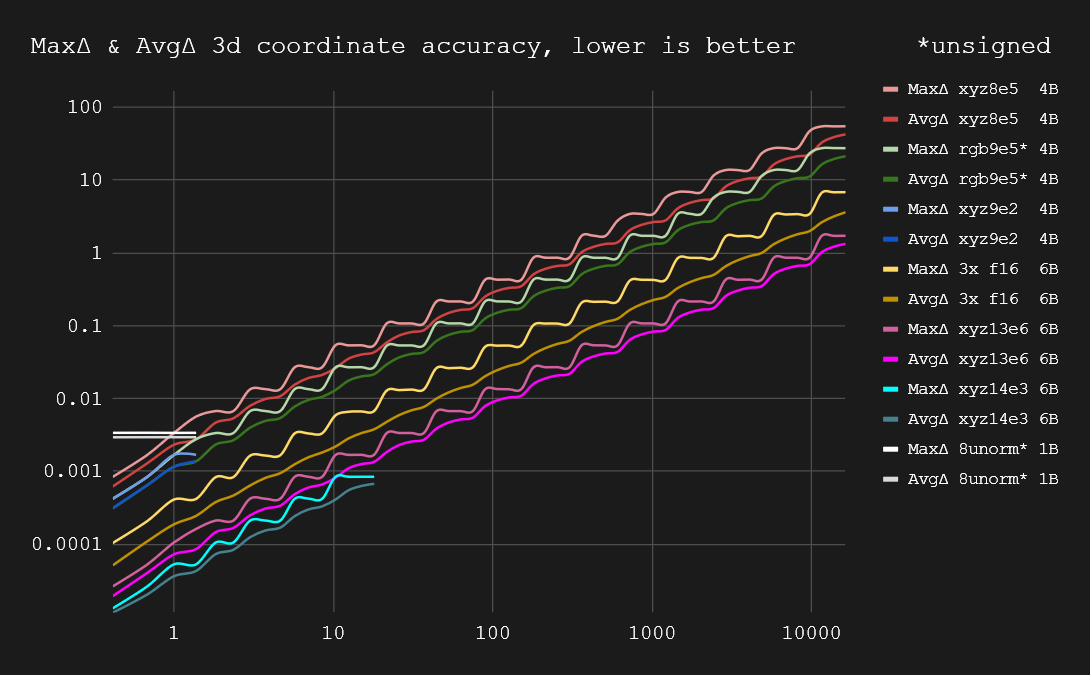 MaxΔ & AvgΔ 3d coordinate accuracy, lower is better
*unsigned
MaxΔ xyz8e5 4B
AvgΔ xyz8e5 4B
MaxΔ rgb9e5* 4B
AvgΔ rgb9e5* 4B
MaxΔ xyz9e2 4B
AvgΔ xyz9e2 4B
MaxΔ 3x f16 6B
AvgΔ 3x f16 6B
MaxΔ xyz13e6 6B
AvgΔ xyz13e6 6B
MaxΔ xyz14e3 6B
AvgΔ xyz14e3 6B
MaxΔ 8unorm* 1B
AvgΔ 8unorm* 1B
100
10
1
0.1
0.01
0.001
0.0001
1 10 100 1000 10000